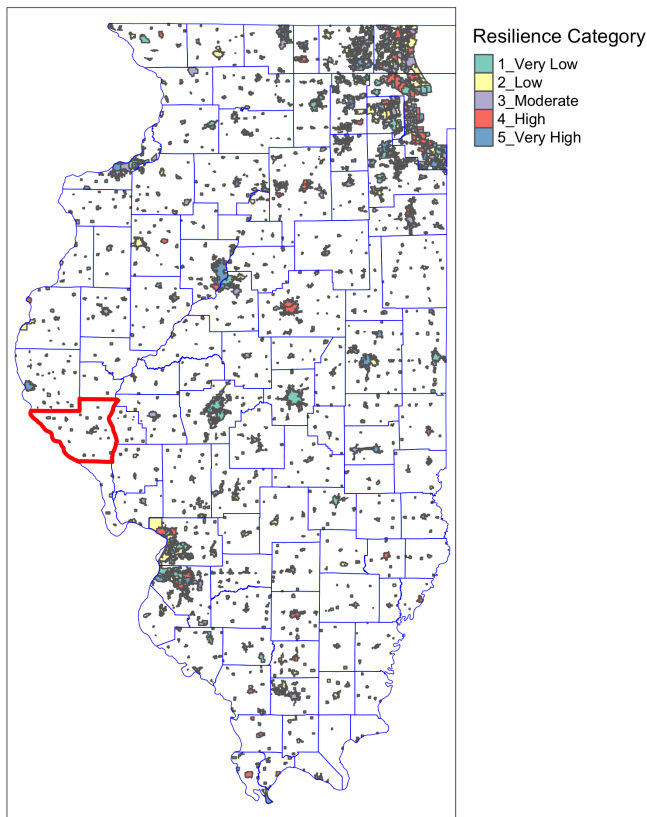 Resilience Category
1_Very Low
2_Low
3_Moderate
4_High
5_Very High